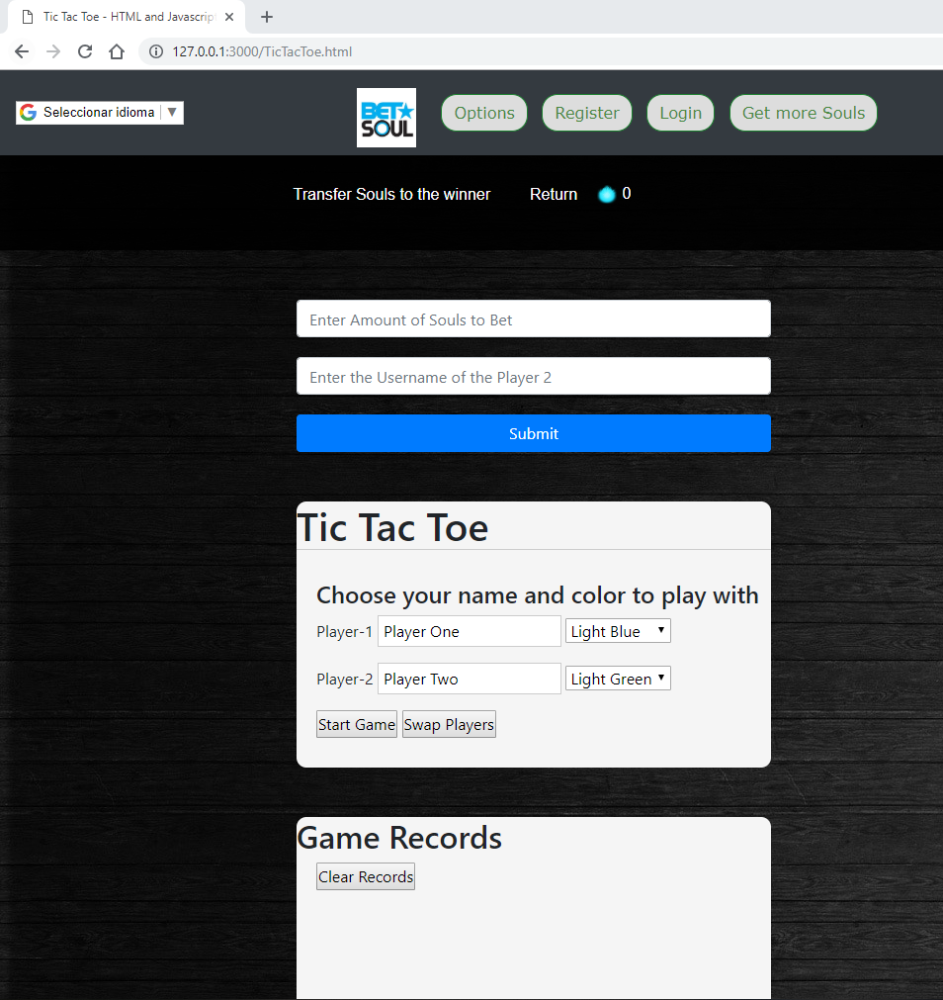 Tic Tac Toe - HTML and Javascrip
127.0.0.1:3000/TicTacToe.html
Seleccionar idioma ▼
BET SOUL
Options Register Login Get more Souls
Transfer Souls to the winner Return 0
Enter Amount of Souls to Bet
Enter the Username of the Player 2
Submit
Tic Tac Toe
Choose your name and color to play with
Player-1 Player One Light Blue
Player-2 Player Two Light Green
Start Game Swap Players
Game Records
Clear Records